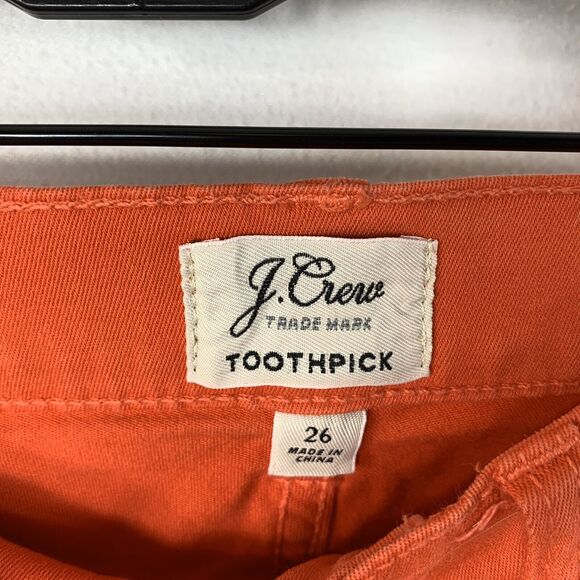 J.Crew
TRADE MARK
TOOTHPICK
26
MADE IN
CHINA